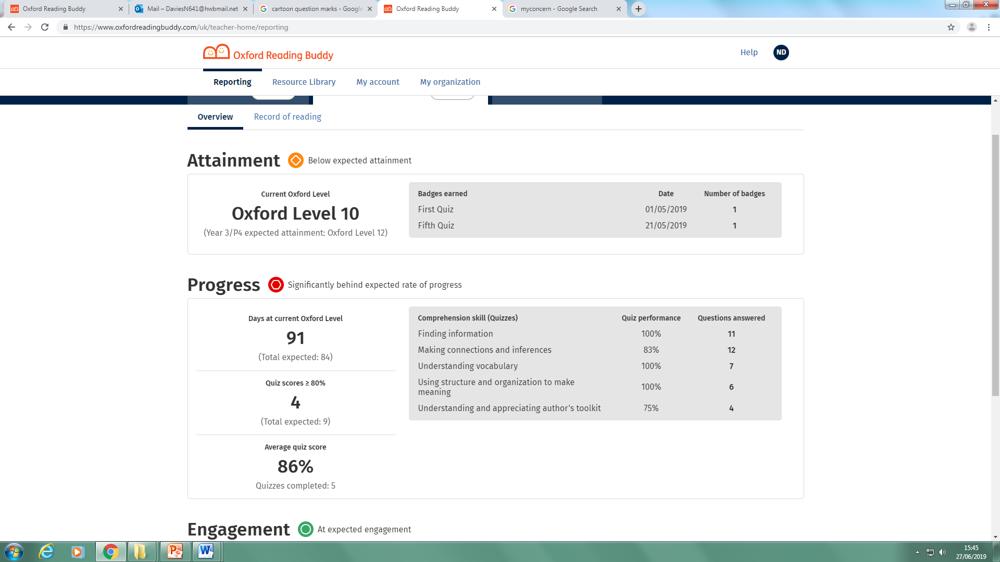 Oxford Reading Buddy
Mail – DaviesN641@hwbmail.net
cartoon question marks - Google
Oxford Reading Buddy
myconcern - Google Search
https://www.oxfordreadingbuddy.com/uk/teacher-home/reporting
Oxford Reading Buddy
Help
ND
Reporting
Resource Library
My account
My organization
Overview
Record of reading
Attainment
Below expected attainment
Current Oxford Level
Oxford Level 10
(Year 3/P4 expected attainment: Oxford Level 12)
Badges earned Date Number of badges
First Quiz 01/05/2019 1
Fifth Quiz 21/05/2019 1
Progress
Significantly behind expected rate of progress
Days at current Oxford Level
91
(Total expected: 84)
Quiz scores ≥ 80%
4
(Total expected: 9)
Average quiz score
86%
Quizzes completed: 5
Comprehension skill (Quizzes) Quiz performance Questions answered
Finding information 100% 11
Making connections and inferences 83% 12
Understanding vocabulary 100% 7
Using structure and organization to make
meaning 100% 6
Understanding and appreciating author's toolkit 75% 4
Engagement
At expected engagement
15:45
27/06/2019